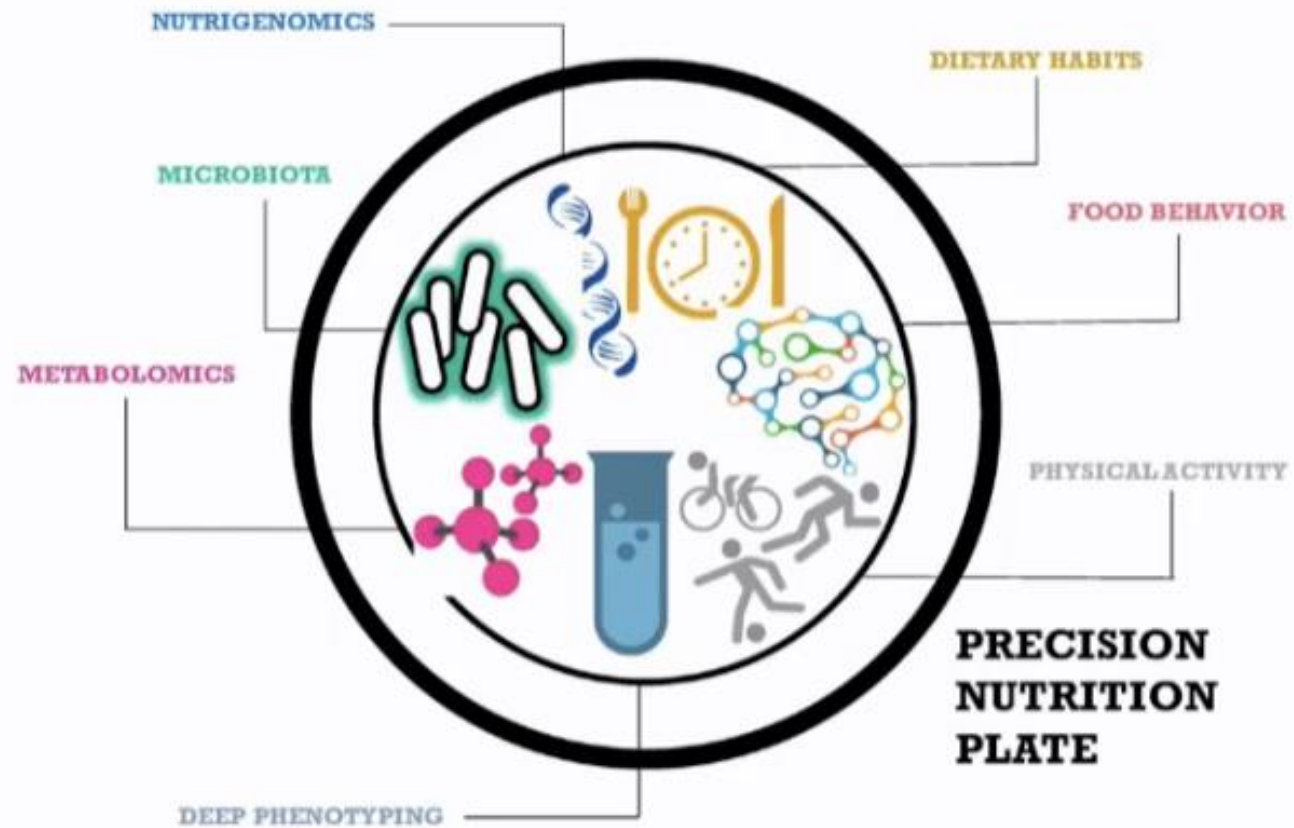 NUTRIGENOMICS
DIETARY HABITS
MICROBIOTA
FOOD BEHAVIOR
METABOLOMICS
PHYSICAL ACTIVITY
PRECISION
NUTRITION
PLATE
DEEP PHENOTYPING